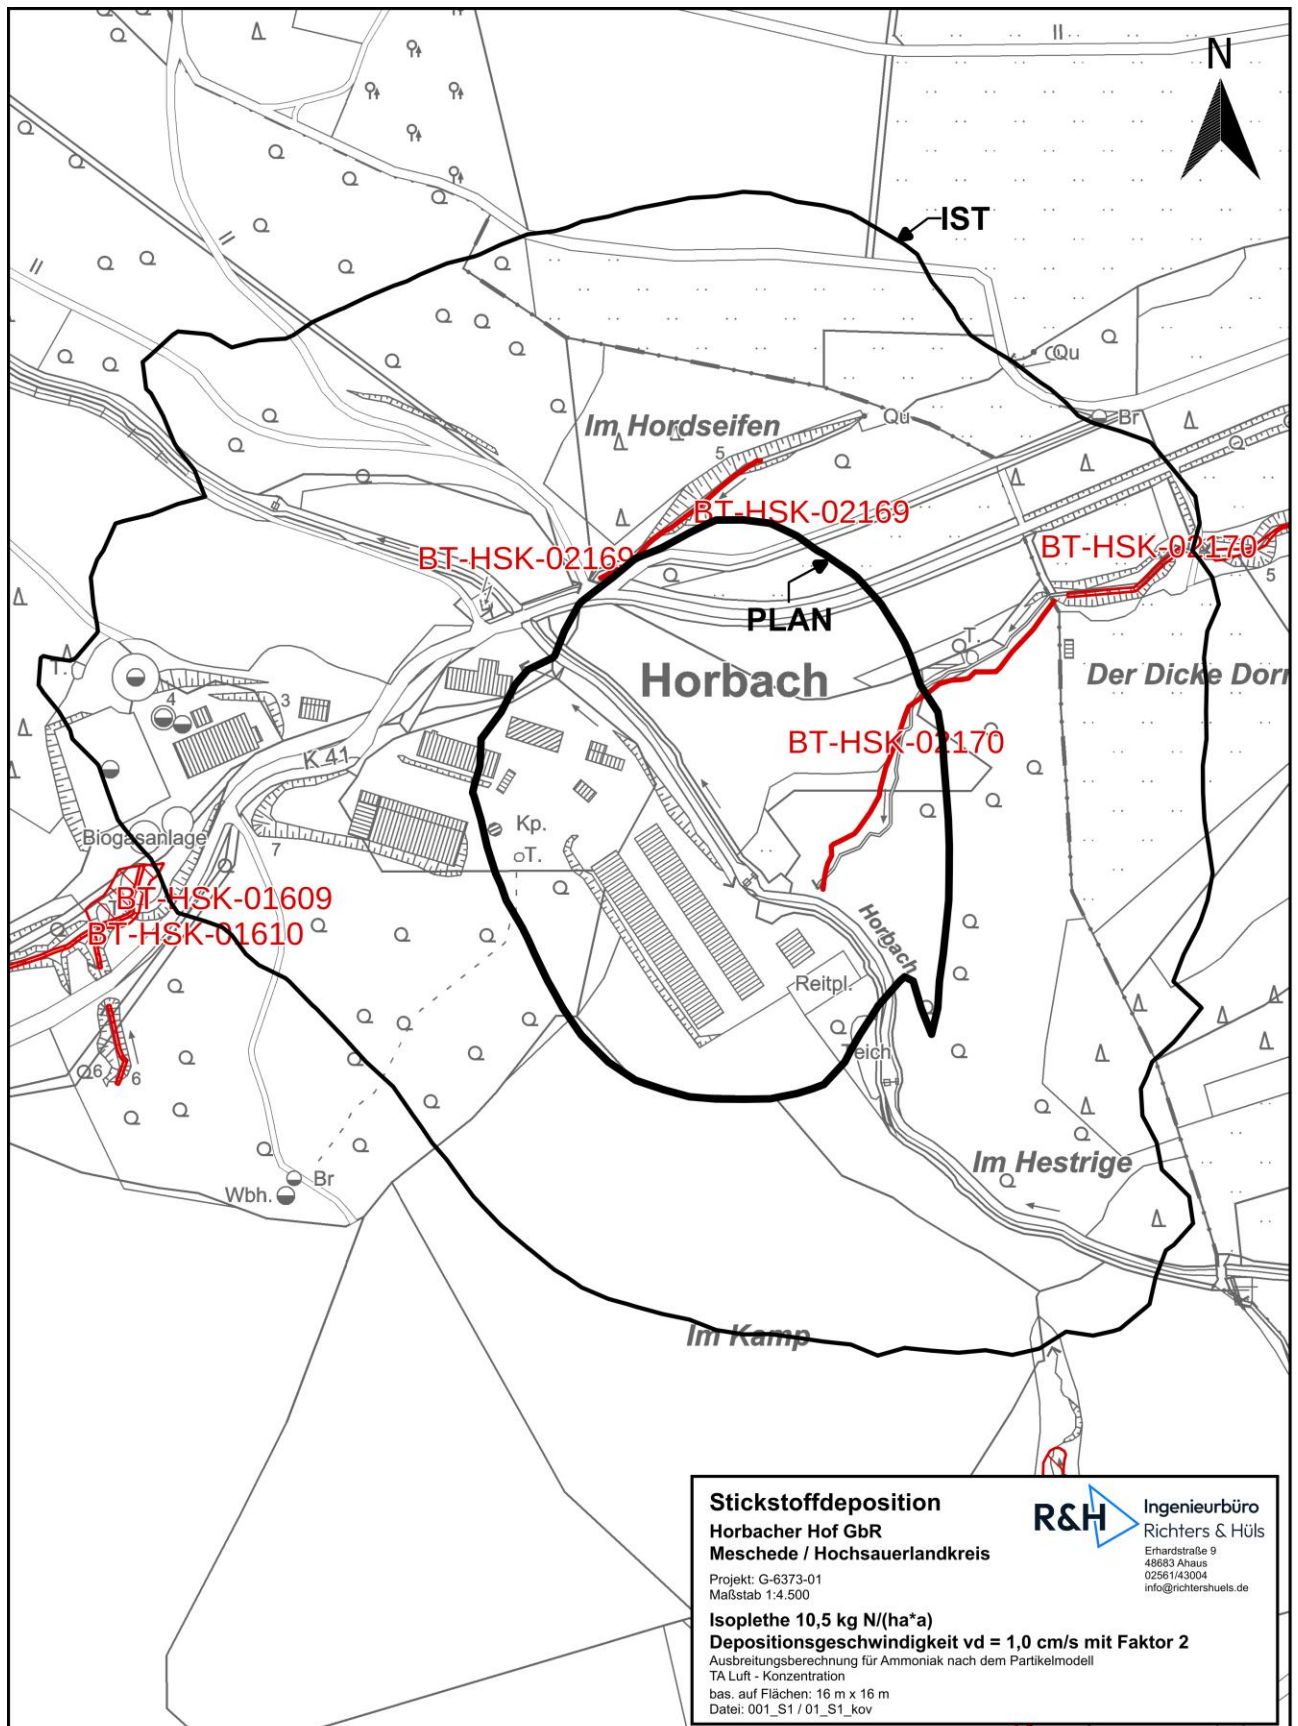 N
IST
Qu
Qu
Br
Im Hordseifen
5
BT-HSK-02169
BT-HSK-02169
BT-HSK-02170
5
PLAN
T.
Horbach
T.
4
3
K 41
BT-HSK-02170
Biogasanlage
7
Kp.
T.
BT-HSK-01609
BT-HSK-01610
Horbach
Reitpl.
Teich
6
6
Im Hestrige
Br
Wbh.
Im Kamp
Stickstoffdeposition
Horbacher Hof GbR
Meschede / Hochsauerlandkreis
Projekt: G-6373-01
Maßstab 1:4.500
Isoplethe 10,5 kg N/(ha*a)
Depositionsgeschwindigkeit vd = 1,0 cm/s mit Faktor 2
Ausbreitungsberechnung für Ammoniak nach dem Partikelmodell
TA Luft - Konzentration
bas. auf Flächen: 16 m x 16 m
Datei: 001_S1 / 01_S1_kov
R&H
Ingenieurbüro
Richters & Hüls
Erhardstraße 9
48683 Ahaus
02561/43004
info@richtershuels.de